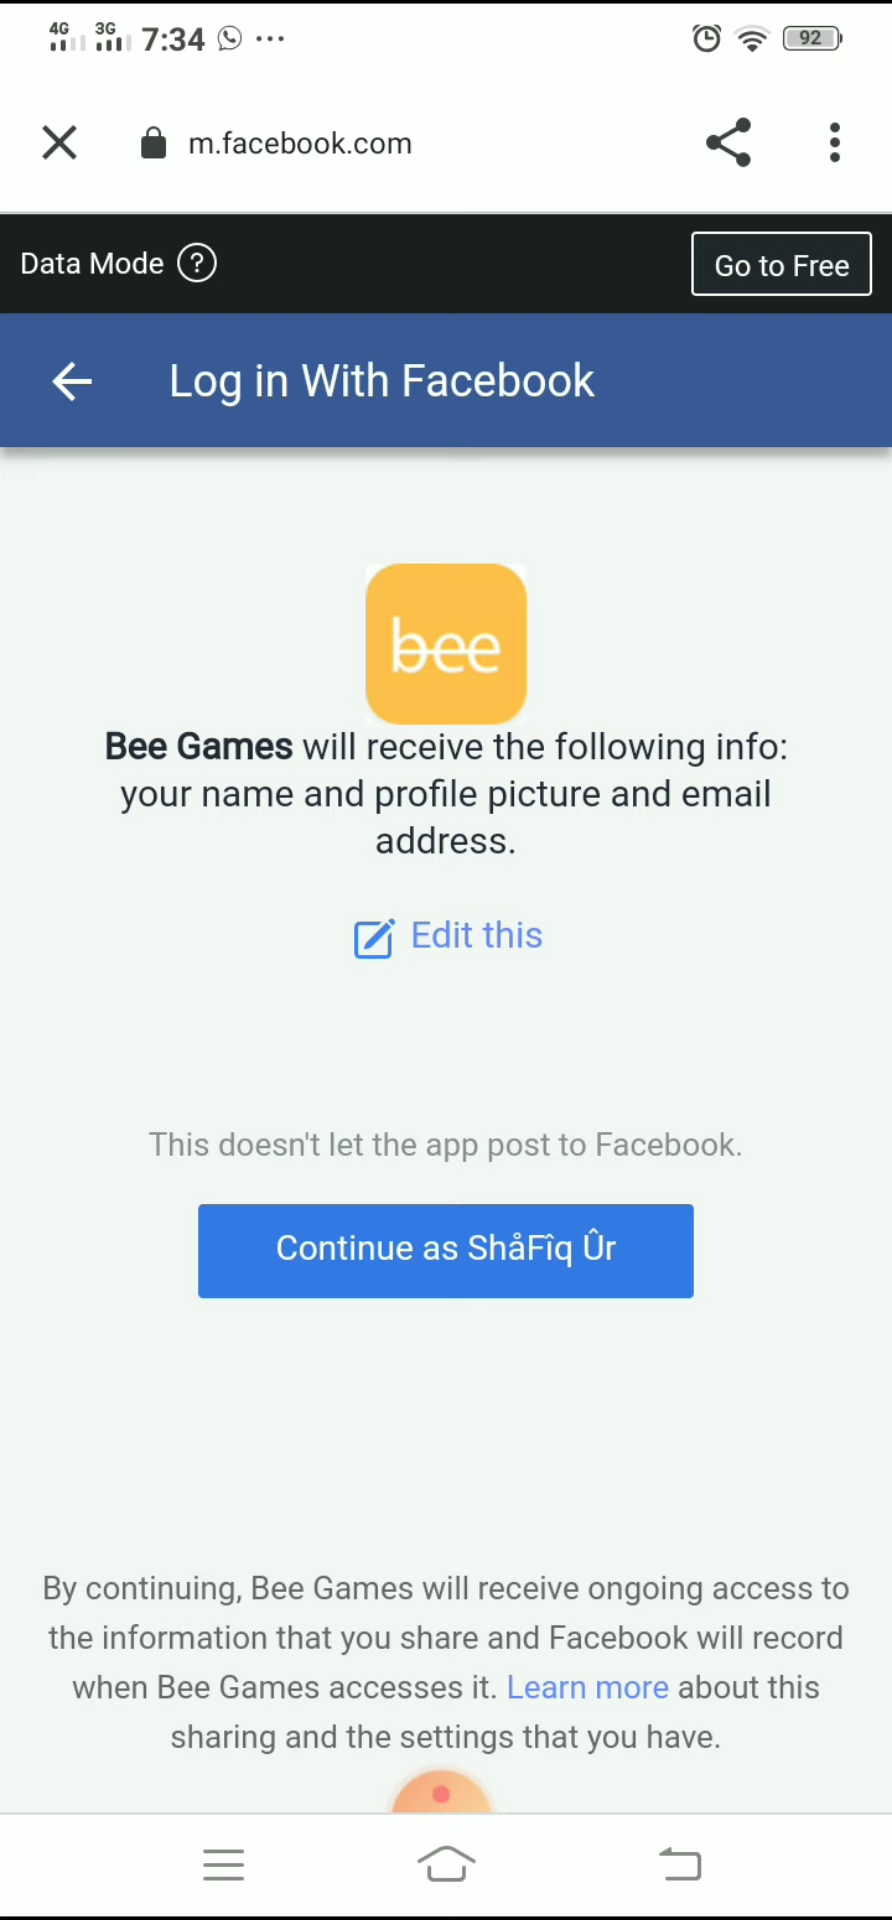 4G 3G 7:34 92
m.facebook.com
Data Mode ? Go to Free
Log in With Facebook
bee
Bee Games will receive the following info:
your name and profile picture and email
address.
Edit this
This doesn't let the app post to Facebook.
Continue as ShåFîq Ûr
By continuing, Bee Games will receive ongoing access to
the information that you share and Facebook will record
when Bee Games accesses it. Learn more about this
sharing and the settings that you have.